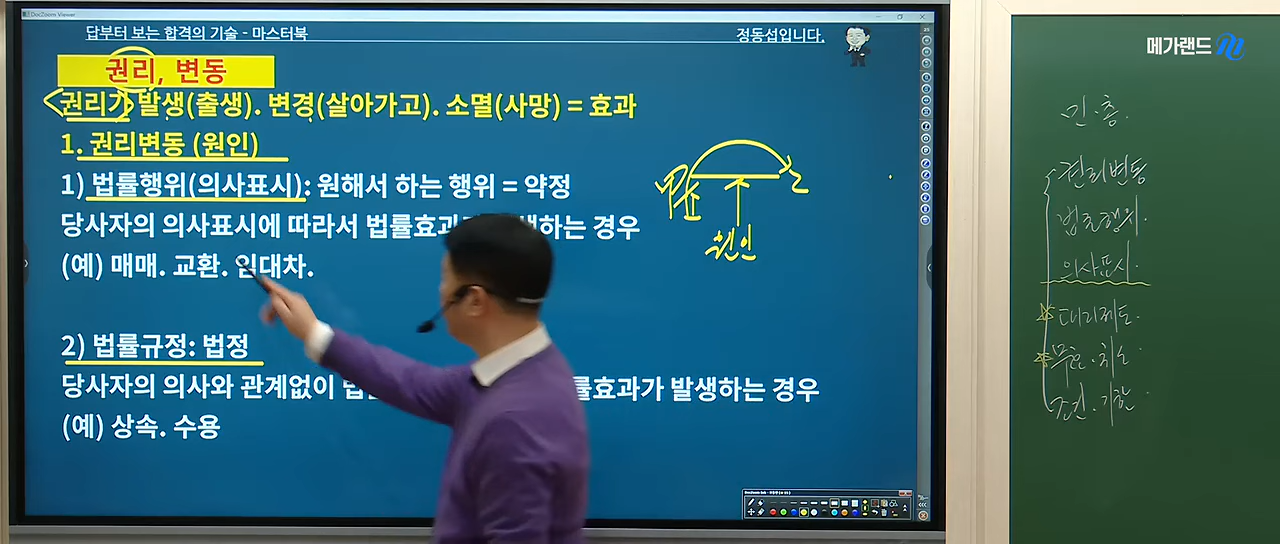 DocZoom Viewer
답부터 보는 합격의 기술 - 마스터북
정동섭입니다.
메가랜드
권리, 변동
권리가 발생(출생). 변경(살아가고). 소멸(사망) = 효과
1. 권리변동 (원인)
1) 법률행위(의사표시): 원해서 하는 행위 = 약정
당사자의 의사표시에 따라서 법률효과 하는 경우
(예) 매매. 교환. 임대차.
2) 법률규정: 법정
당사자의 의사와 관계없이 률효과가 발생하는 경우
(예) 상속. 수용
원인
민.총.
권리변동
법률행위.
의사표시.
대리제도.
무효.취소
조건.기한